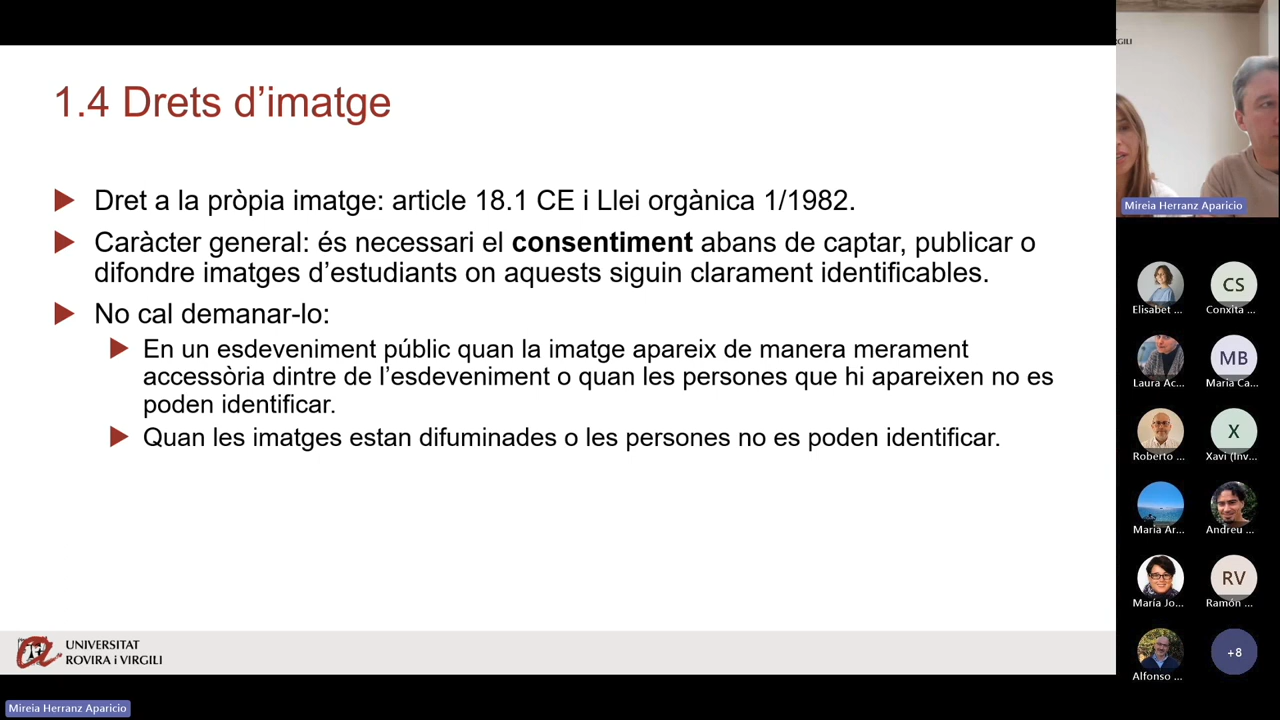 1.4 Drets d’imatge
Dret a la pròpia imatge: article 18.1 CE i Llei orgànica 1/1982.
Caràcter general: és necessari el consentiment abans de captar, publicar o
difondre imatges d’estudiants on aquests siguin clarament identificables.
No cal demanar-lo:
En un esdeveniment públic quan la imatge apareix de manera merament
accessòria dintre de l’esdeveniment o quan les persones que hi apareixen no es
poden identificar.
Quan les imatges estan difuminades o les persones no es poden identificar.
UNIVERSITAT
ROVIRA i VIRGILI
Mireia Herranz Aparicio
Mireia Herranz Aparicio
Elisabet ...
CS
Conxita ...
Laura Ac...
MB
Maria Ca...
Roberto ...
X
Xavi (Inv...
Maria Ar...
Andreu ...
María Jo...
RV
Ramón ...
Alfonso ...
+8